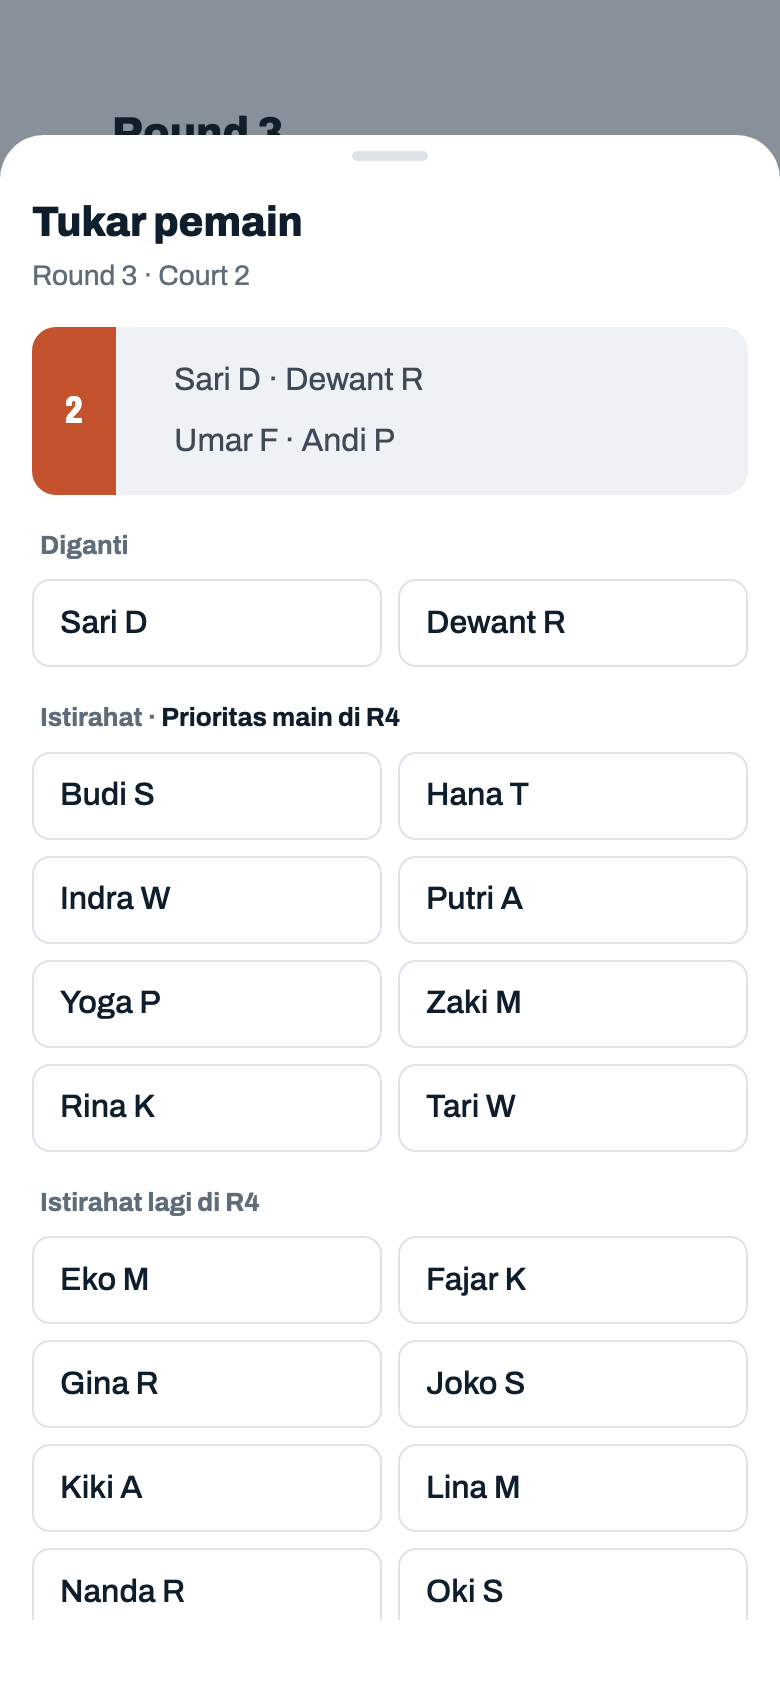 Round 3
Tukar pemain
Round 3 · Court 2
2
Sari D · Dewant R
Umar F · Andi P
Diganti
Sari D
Dewant R
Istirahat · Prioritas main di R4
Budi S
Hana T
Indra W
Putri A
Yoga P
Zaki M
Rina K
Tari W
Istirahat lagi di R4
Eko M
Fajar K
Gina R
Joko S
Kiki A
Lina M
Nanda R
Oki S